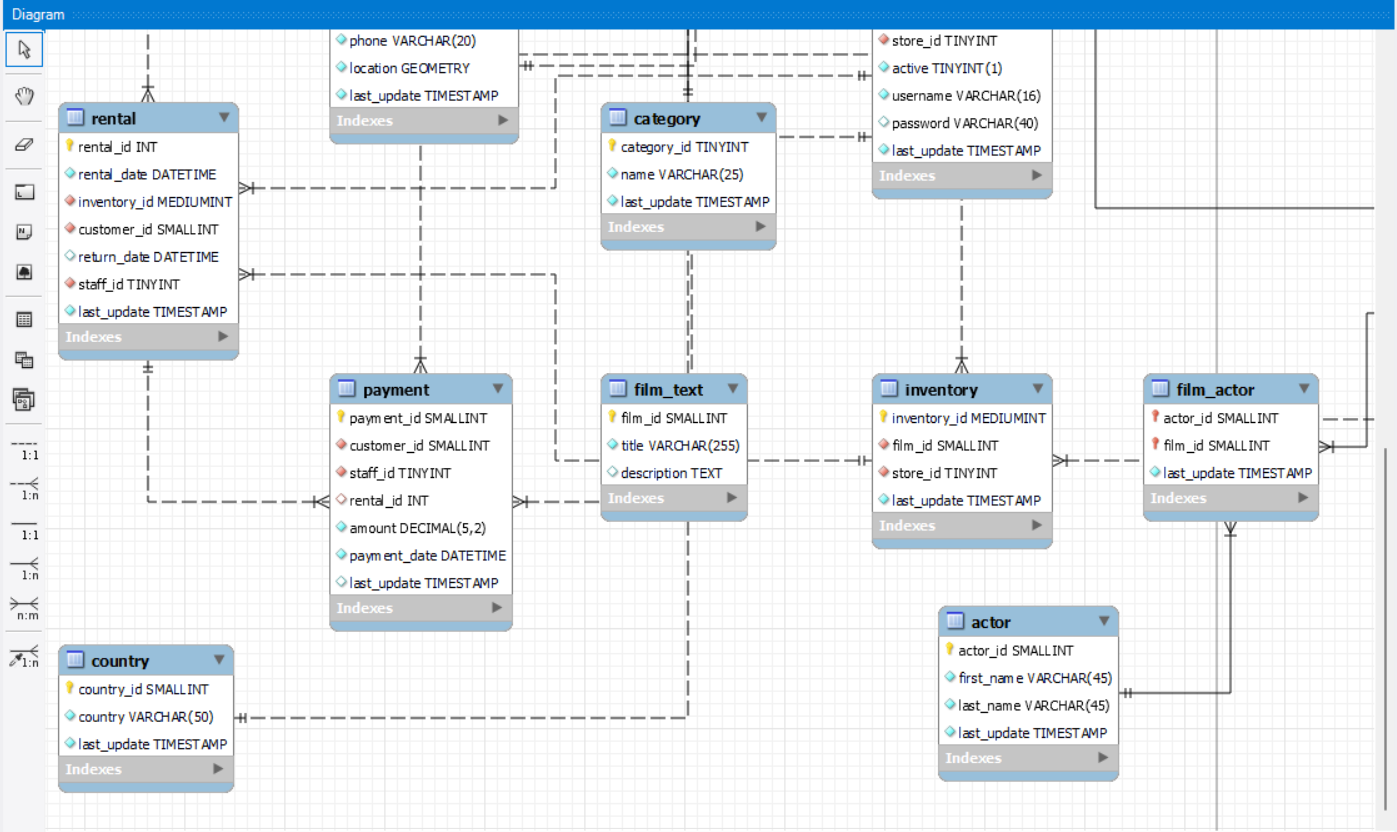 Diagram
1:1
1:n
1:1
1:n
n:m
1:n
phone VARCHAR(20)
location GEOMETRY
last_update TIMESTAMP
Indexes
store_id TINYINT
active TINYINT(1)
username VARCHAR(16)
password VARCHAR(40)
last_update TIMESTAMP
Indexes
rental
rental_id INT
rental_date DATETIME
inventory_id MEDIUMINT
customer_id SMALLINT
return_date DATETIME
staff_id TINYINT
last_update TIMESTAMP
Indexes
category
category_id TINYINT
name VARCHAR(25)
last_update TIMESTAMP
Indexes
payment
payment_id SMALLINT
customer_id SMALLINT
staff_id TINYINT
rental_id INT
amount DECIMAL(5,2)
payment_date DATETIME
last_update TIMESTAMP
Indexes
film_text
film_id SMALLINT
title VARCHAR(255)
description TEXT
Indexes
inventory
inventory_id MEDIUMINT
film_id SMALLINT
store_id TINYINT
last_update TIMESTAMP
Indexes
film_actor
actor_id SMALLINT
film_id SMALLINT
last_update TIMESTAMP
Indexes
country
country_id SMALLINT
country VARCHAR(50)
last_update TIMESTAMP
Indexes
actor
actor_id SMALLINT
first_name VARCHAR(45)
last_name VARCHAR(45)
last_update TIMESTAMP
Indexes